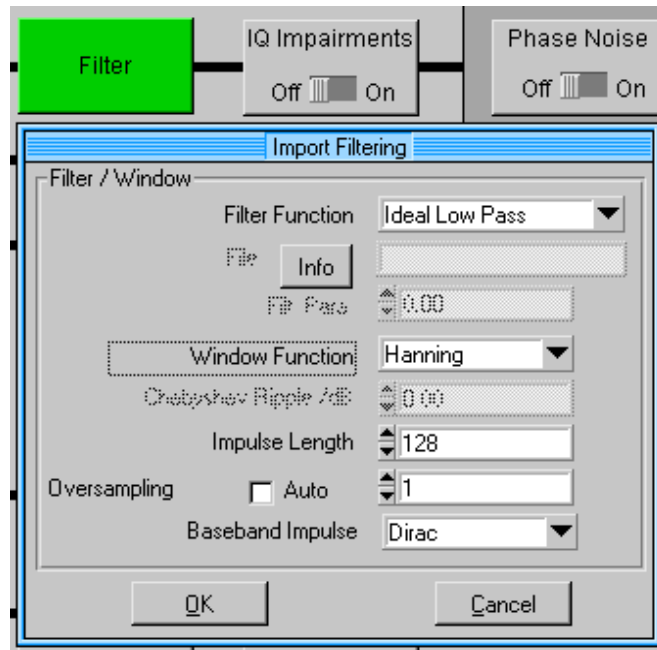 Filter
IQ Impairments
Off On
Phase Noise
Off On
Import Filtering
Filter / Window
Filter Function Ideal Low Pass
File Info
Filt Para 0.00
Window Function Hanning
Chebyshev Ripple /dB 0.00
Impulse Length 128
Oversampling Auto 1
Baseband Impulse Dirac
OK Cancel